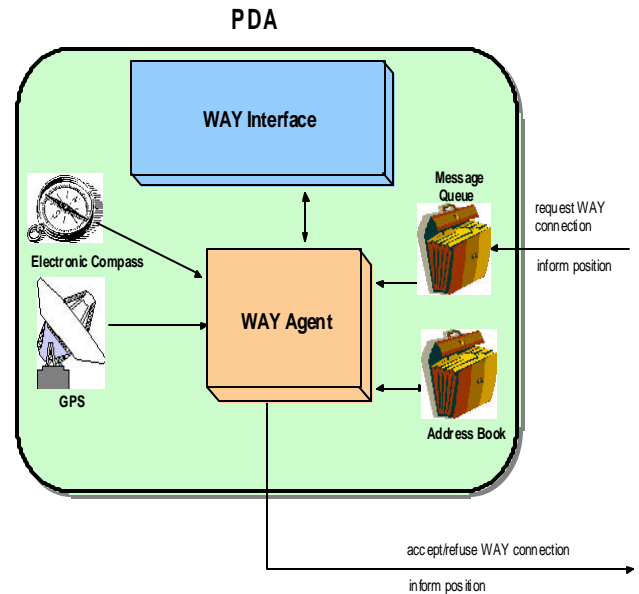 PDA
WAY Interface
Message
Queue
request WAY
connection
inform position
Electronic Compass
WAY Agent
GPS
Address Book
accept/refuse WAY connection
inform position